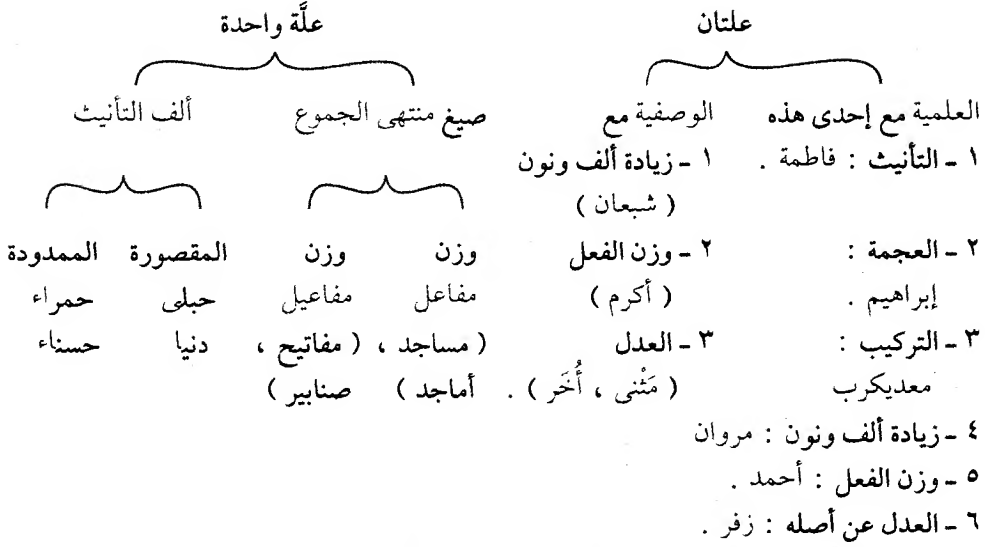 علتان علَّة واحدة
العلمية مع إحدى هذه الوصفية مع صيغ منتهى الجموع ألف التأنيث
١ ـ التأنيث : فاطمة . ١ ـ زيادة ألف ونون
( شبعان )
٢ ـ العجمة : ٢ ـ وزن الفعل وزن وزن المقصورة الممدودة
إبراهيم . ( أكرم ) مفاعل مفاعيل حبلى حمراء
٣ ـ التركيب : ٣ ـ العدل ( مساجد ، ( مفاتيح ، دنيا حسناء
معديكرب ( مَثْنى ، أُخَر ) . أماجد ) صنابير )
٤ ـ زيادة ألف ونون : مروان
٥ ـ وزن الفعل : أحمد .
٦ ـ العدل عن أصله : زفر .